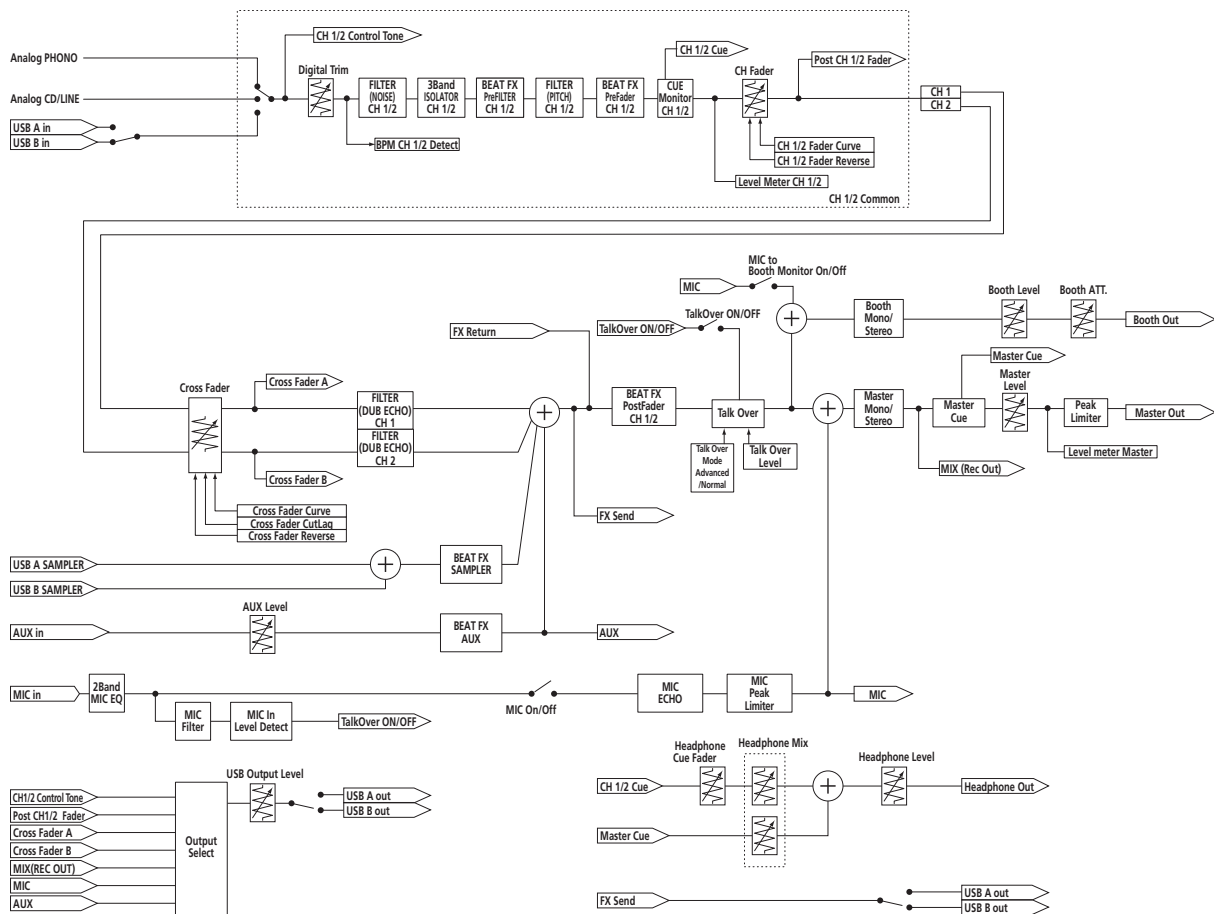 CH 1/2 Control Tone
CH 1/2 Cue
Post CH 1/2 Fader
Analog PHONO
Digital Trim
CH Fader
FILTER
(NOISE)
CH 1/2
3Band
ISOLATOR
CH 1/2
BEAT FX
PreFILTER
CH 1/2
FILTER
(PITCH)
CH 1/2
BEAT FX
PreFader
CH 1/2
CUE
Monitor
CH 1/2
Analog CD/LINE
CH 1
CH 2
USB A in
USB B in
BPM CH 1/2 Detect
CH 1/2 Fader Curve
CH 1/2 Fader Reverse
Level Meter CH 1/2
CH 1/2 Common
MIC to
Booth Monitor On/Off
MIC
Booth Level
Booth ATT.
Booth
Mono/
Stereo
Booth Out
FX Return
TalkOver ON/OFF
TalkOver ON/OFF
Master Cue
Cross Fader
Cross Fader A
FILTER
(DUB ECHO)
CH 1
FILTER
(DUB ECHO)
CH 2
BEAT FX
PostFader
CH 1/2
Talk Over
Master
Mono/
Stereo
Master
Cue
Master
Level
Peak
Limiter
Master Out
Talk Over
Mode
Advanced
/Normal
Talk Over
Level
Level meter Master
MIX (Rec Out)
Cross Fader B
Cross Fader Curve
Cross Fader CutLag
Cross Fader Reverse
FX Send
USB A SAMPLER
USB B SAMPLER
BEAT FX
SAMPLER
AUX Level
AUX in
BEAT FX
AUX
AUX
MIC in
2Band
MIC EQ
MIC On/Off
MIC
ECHO
MIC
Peak
Limiter
MIC
MIC
Filter
MIC In
Level Detect
TalkOver ON/OFF
USB Output Level
USB A out
USB B out
CH1/2 Control Tone
Post CH1/2 Fader
Cross Fader A
Cross Fader B
MIX(REC OUT)
MIC
AUX
Output
Select
Headphone
Cue Fader
Headphone Mix
Headphone Level
CH 1/2 Cue
Headphone Out
Master Cue
FX Send
USB A out
USB B out